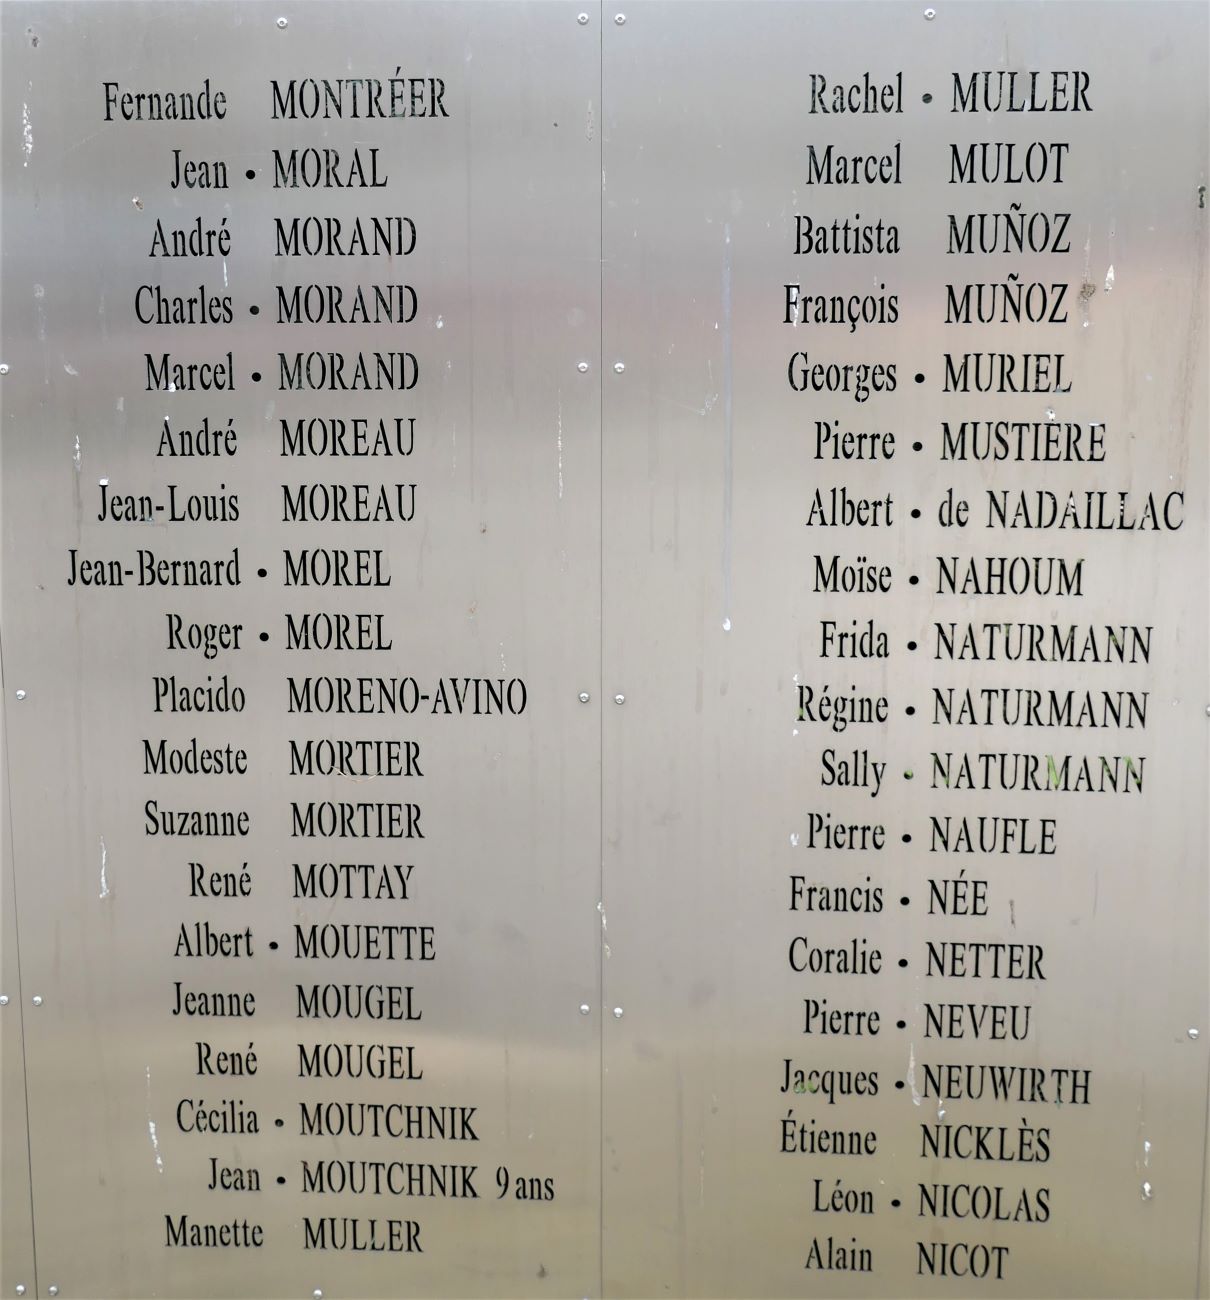 Fernande MONTRÉER
Jean • MORAL
André MORAND
Charles • MORAND
Marcel • MORAND
André MOREAU
Jean-Louis MOREAU
Jean-Bernard • MOREL
Roger • MOREL
Placido MORENO-AVINO
Modeste MORTIER
Suzanne MORTIER
René MOTTAY
Albert • MOUETTE
Jeanne MOUGEL
René MOUGEL
Cécilia • MOUTCHNIK
Jean • MOUTCHNIK 9 ans
Manette MULLER
Rachel • MULLER
Marcel MULOT
Battista MUÑOZ
François MUÑOZ
Georges • MURIEL
Pierre • MUSTIÈRE
Albert • de NADAILLAC
Moïse • NAHOUM
Frida • NATURMANN
Régine • NATURMANN
Sally • NATURMANN
Pierre • NAUFLE
Francis • NÉE
Coralie • NETTER
Pierre • NEVEU
Jacques • NEUWIRTH
Étienne NICKLÈS
Léon • NICOLAS
Alain NICOT